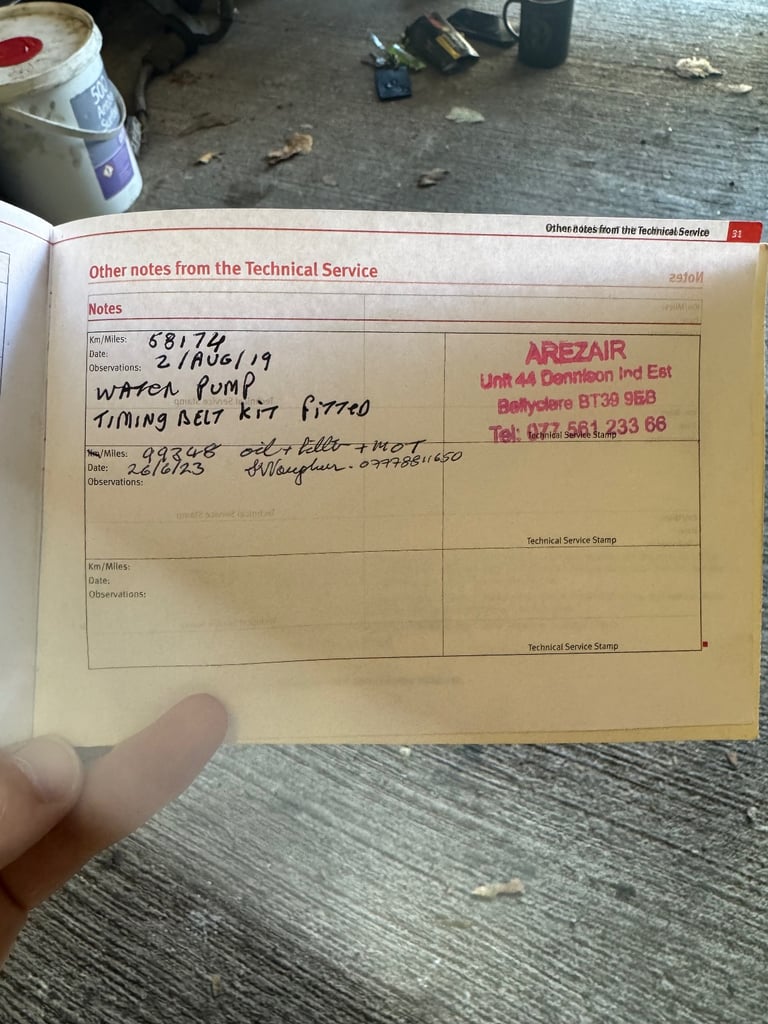 Other notes from the Technical Service 31
Other notes from the Technical Service
Notes
Km/Miles: 68174
Date: 2/AUG/19
Observations:
WATER PUMP
TIMING BELT KIT FITTED
AREZAIR
Unit 44 Dennison Ind Est
Ballyclare BT39 9EB
Tel: 077 561 233 66
Technical Service Stamp
Km/Miles: 99348 oil + filter + MOT
Date: 26/6/23 07778811650
Observations:
Technical Service Stamp
Km/Miles:
Date:
Observations:
Technical Service Stamp